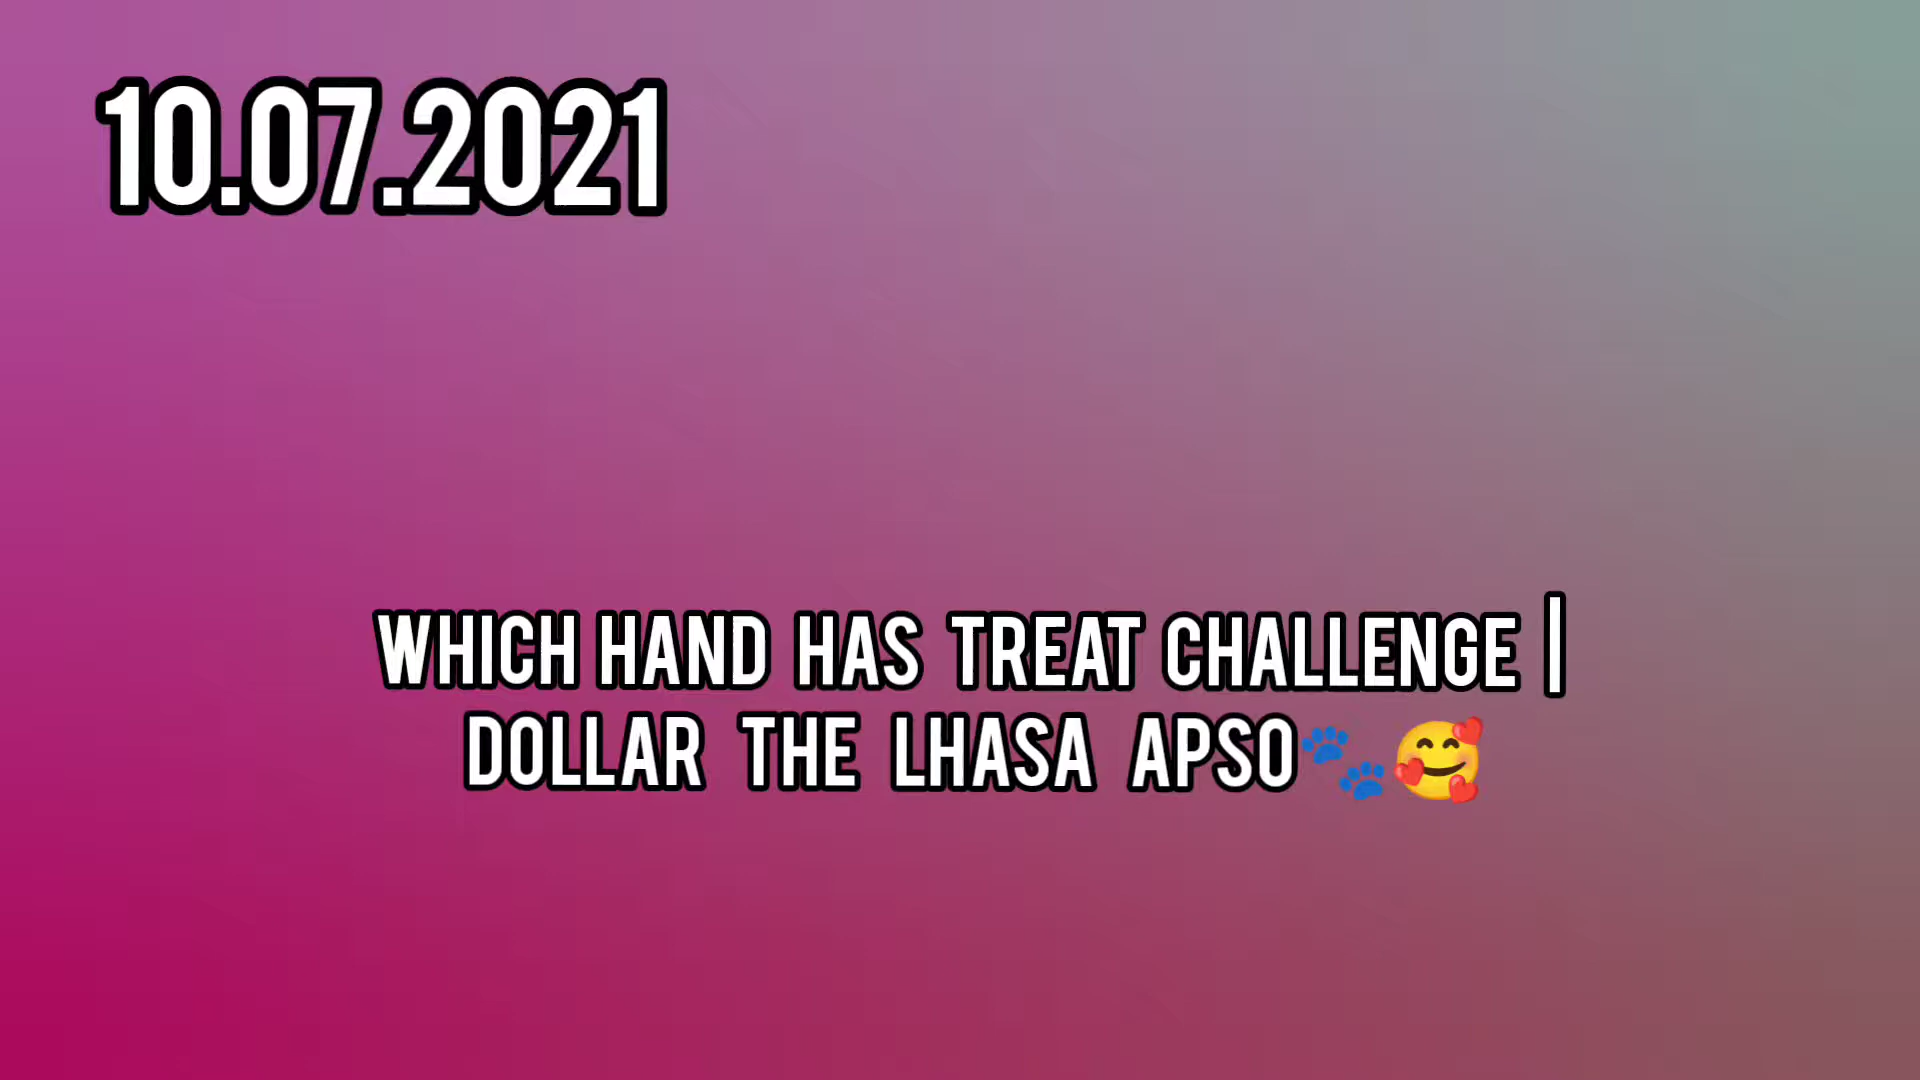 10.07.2021
WHICH HAND HAS TREAT CHALLENGE |
DOLLAR THE LHASA APSO🐾🥰